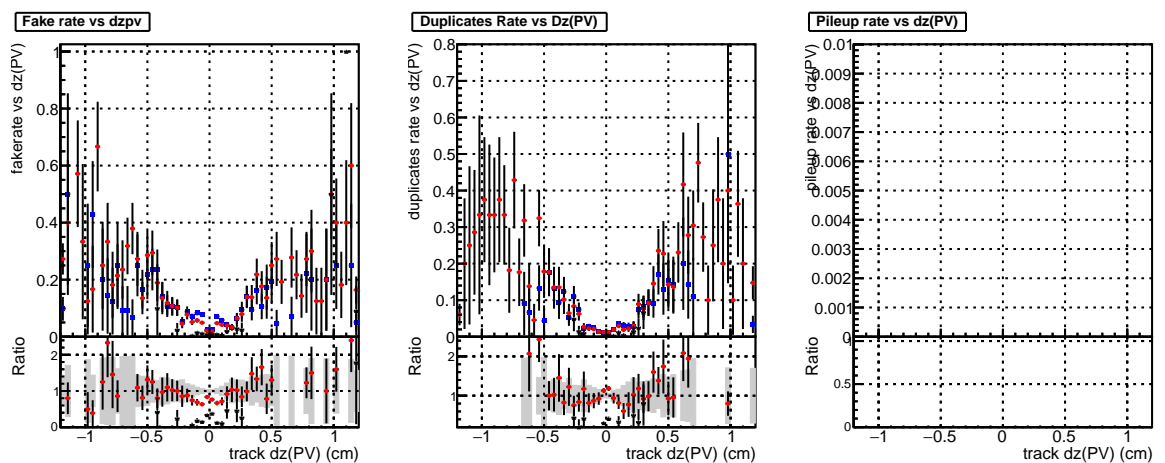 Fake rate vs dzpv
fakerate vs dz(PV)
1
0.8
0.6
0.4
0.2
0
Ratio
2
1
0
−1 −0.5 0 0.5 1
track dz(PV) (cm)
Duplicates Rate vs Dz(PV)
duplicates rate vs dz(PV)
0.8
0.7
0.6
0.5
0.4
0.3
0.2
0.1
0
Ratio
2
1
−1 −0.5 0 0.5 1
track dz(PV) (cm)
Pileup rate vs dz(PV)
pileup rate vs dz(PV)
0.01
0.009
0.008
0.007
0.006
0.005
0.004
0.003
0.002
0.001
0
Ratio
1
0.5
0
−1 −0.5 0 0.5 1
track dz(PV) (cm)